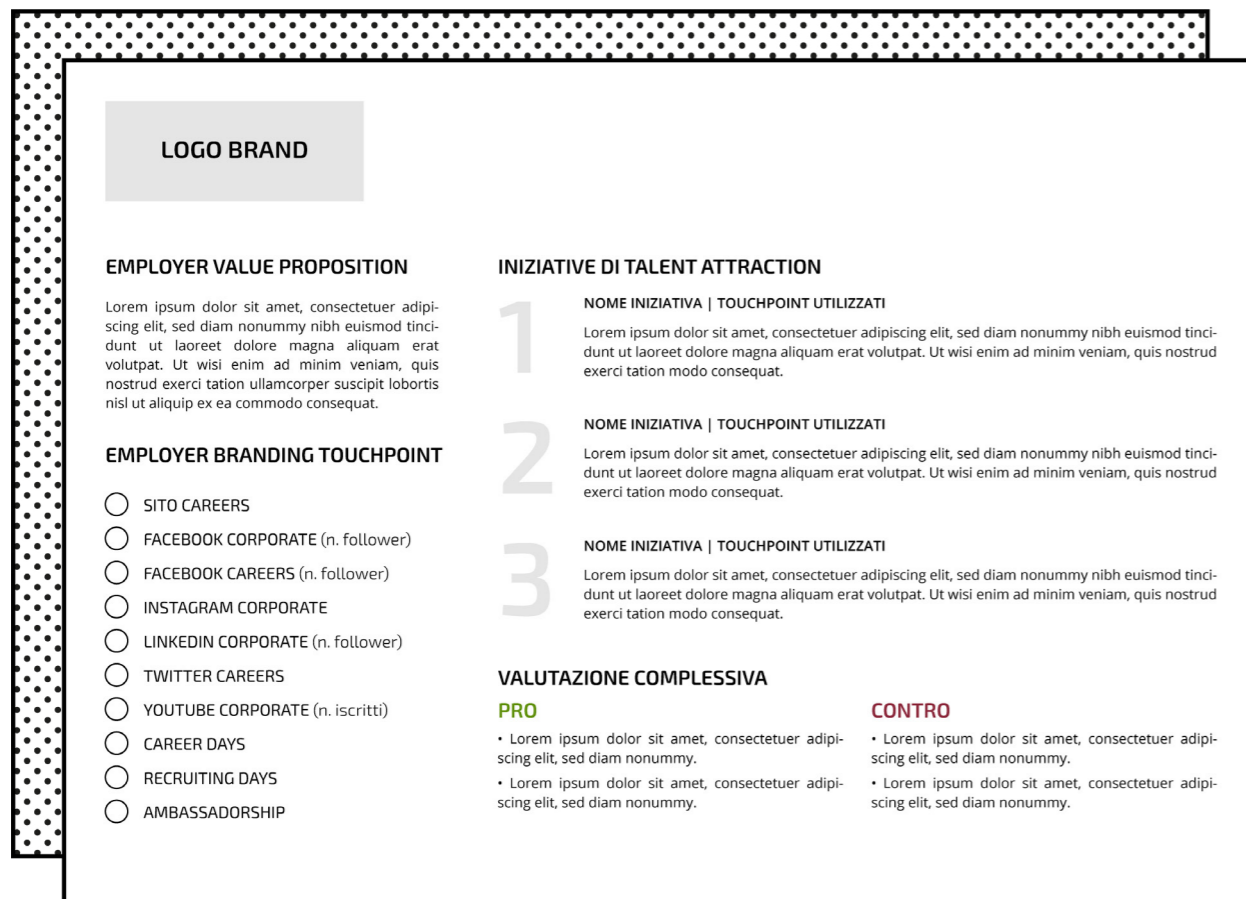 LOGO BRAND
EMPLOYER VALUE PROPOSITION
Lorem ipsum dolor sit amet, consectetuer adipi-
scing elit, sed diam nonummy nibh euismod tinci-
dunt ut laoreet dolore magna aliquam erat
volutpat. Ut wisi enim ad minim veniam, quis
nostrud exerci tation ullamcorper suscipit lobortis
nisl ut aliquip ex ea commodo consequat.
EMPLOYER BRANDING TOUCHPOINT
SITO CAREERS
FACEBOOK CORPORATE (n. follower)
FACEBOOK CAREERS (n. follower)
INSTAGRAM CORPORATE
LINKEDIN CORPORATE (n. follower)
TWITTER CAREERS
YOUTUBE CORPORATE (n. iscritti)
CAREER DAYS
RECRUITING DAYS
AMBASSADORSHIP
INIZIATIVE DI TALENT ATTRACTION
1
NOME INIZIATIVA | TOUCHPOINT UTILIZZATI
Lorem ipsum dolor sit amet, consectetuer adipiscing elit, sed diam nonummy nibh euismod tinci-
dunt ut laoreet dolore magna aliquam erat volutpat. Ut wisi enim ad minim veniam, quis nostrud
exerci tation modo consequat.
2
NOME INIZIATIVA | TOUCHPOINT UTILIZZATI
Lorem ipsum dolor sit amet, consectetuer adipiscing elit, sed diam nonummy nibh euismod tinci-
dunt ut laoreet dolore magna aliquam erat volutpat. Ut wisi enim ad minim veniam, quis nostrud
exerci tation modo consequat.
3
NOME INIZIATIVA | TOUCHPOINT UTILIZZATI
Lorem ipsum dolor sit amet, consectetuer adipiscing elit, sed diam nonummy nibh euismod tinci-
dunt ut laoreet dolore magna aliquam erat volutpat. Ut wisi enim ad minim veniam, quis nostrud
exerci tation modo consequat.
VALUTAZIONE COMPLESSIVA
PRO
• Lorem ipsum dolor sit amet, consectetuer adipi-
scing elit, sed diam nonummy.
• Lorem ipsum dolor sit amet, consectetuer adipi-
scing elit, sed diam nonummy.
CONTRO
• Lorem ipsum dolor sit amet, consectetuer adipi-
scing elit, sed diam nonummy.
• Lorem ipsum dolor sit amet, consectetuer adipi-
scing elit, sed diam nonummy.